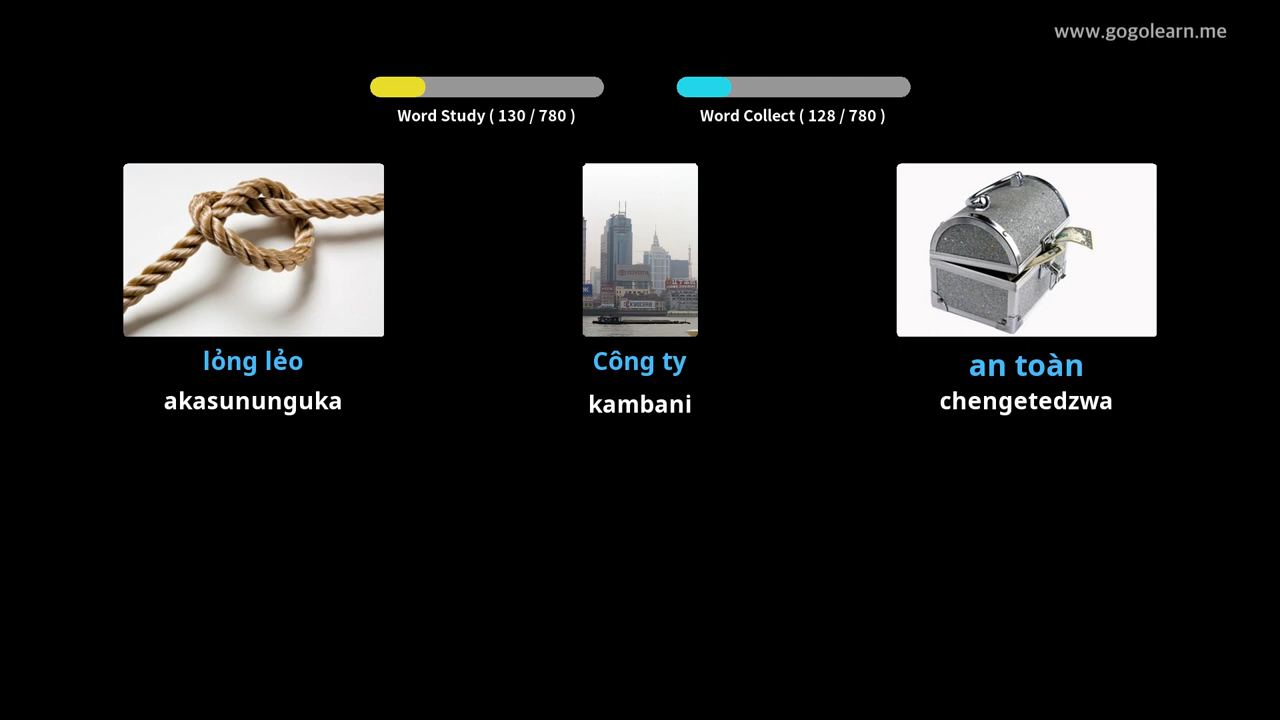 www.gogolearn.me
Word Study ( 130 / 780 )
Word Collect ( 128 / 780 )
TOYOTA
lỏng lẻo
Công ty
an toàn
akasununguka
kambani
chengetedzwa